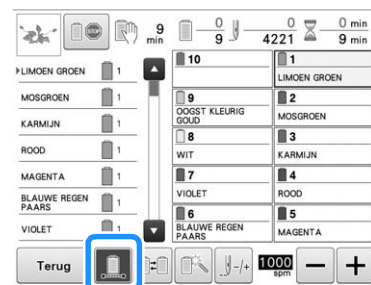 9 min
0
9
0
4221
0 min
9 min
LIMOEN GROEN 1
MOSGROEN 1
KARMIJN 1
ROOD 1
MAGENTA 1
BLAUWE REGEN
PAARS 1
VIOLET 1
10
9
OOGST KLEURIG
GOUD
8
WIT
7
VIOLET
6
BLAUWE REGEN
PAARS
1
LIMOEN GROEN
2
MOSGROEN
3
KARMIJN
4
ROOD
5
MAGENTA
Terug
-/+
1000
spm
− +